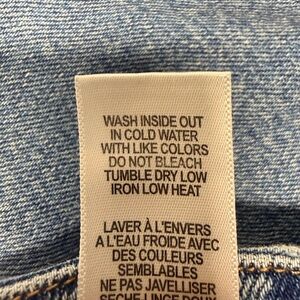 WASH INSIDE OUT
IN COLD WATER
WITH LIKE COLORS
DO NOT BLEACH
TUMBLE DRY LOW
IRON LOW HEAT
LAVER À L'ENVERS
A L'EAU FROIDE AVEC
DES COULEURS
SEMBLABLES
NE PAS JAVELLISER